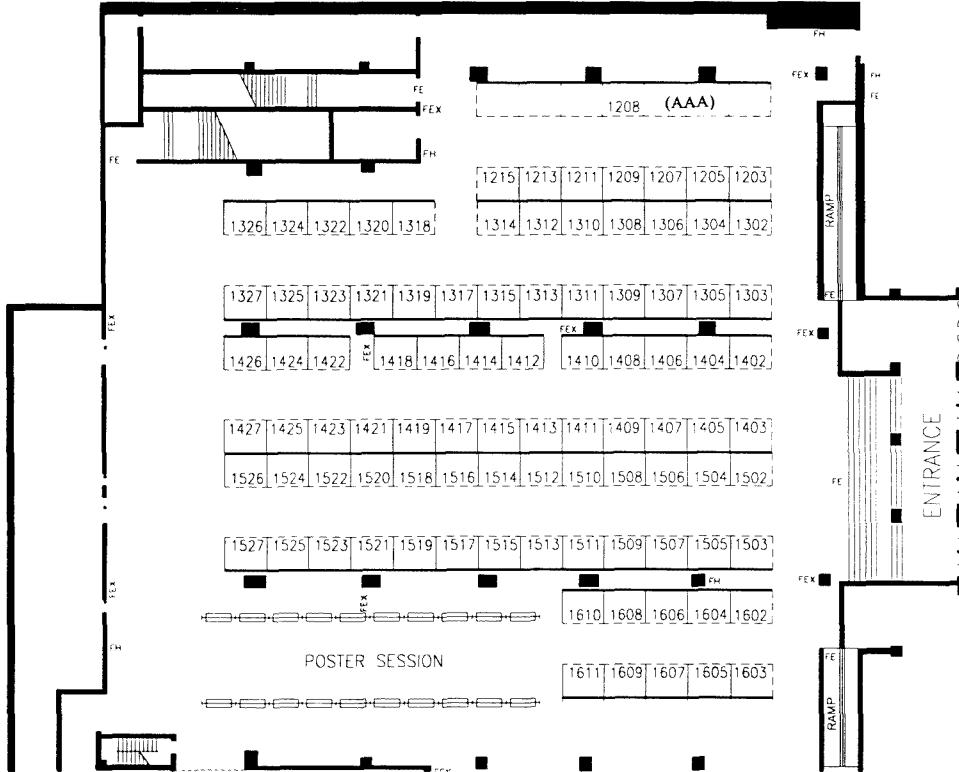 FH
FEX
FH
FE
FE
1208 (AAA)
FEX
FE
FH
1215 1213 1211 1209 1207 1205 1203
RAMP
1326 1324 1322 1320 1318
1314 1312 1310 1308 1306 1304 1302
FE
1327 1325 1323 1321 1319 1317 1315 1313 1311 1309 1307 1305 1303
FEX
FEX
FEX
FEX
1426 1424 1422
1418 1416 1414 1412
1410 1408 1406 1404 1402
1427 1425 1423 1421 1419 1417 1415 1413 1411 1409 1407 1405 1403
ENTRANCE
1526 1524 1522 1520 1518 1516 1514 1512 1510 1508 1506 1504 1502
FE
1527 1525 1523 1521 1519 1517 1515 1513 1511 1509 1507 1505 1503
FEX
FEX
FH
FEX
1610 1608 1606 1604 1602
FH
POSTER SESSION
FE
1611 1609 1607 1605 1603
RAMP
FEX